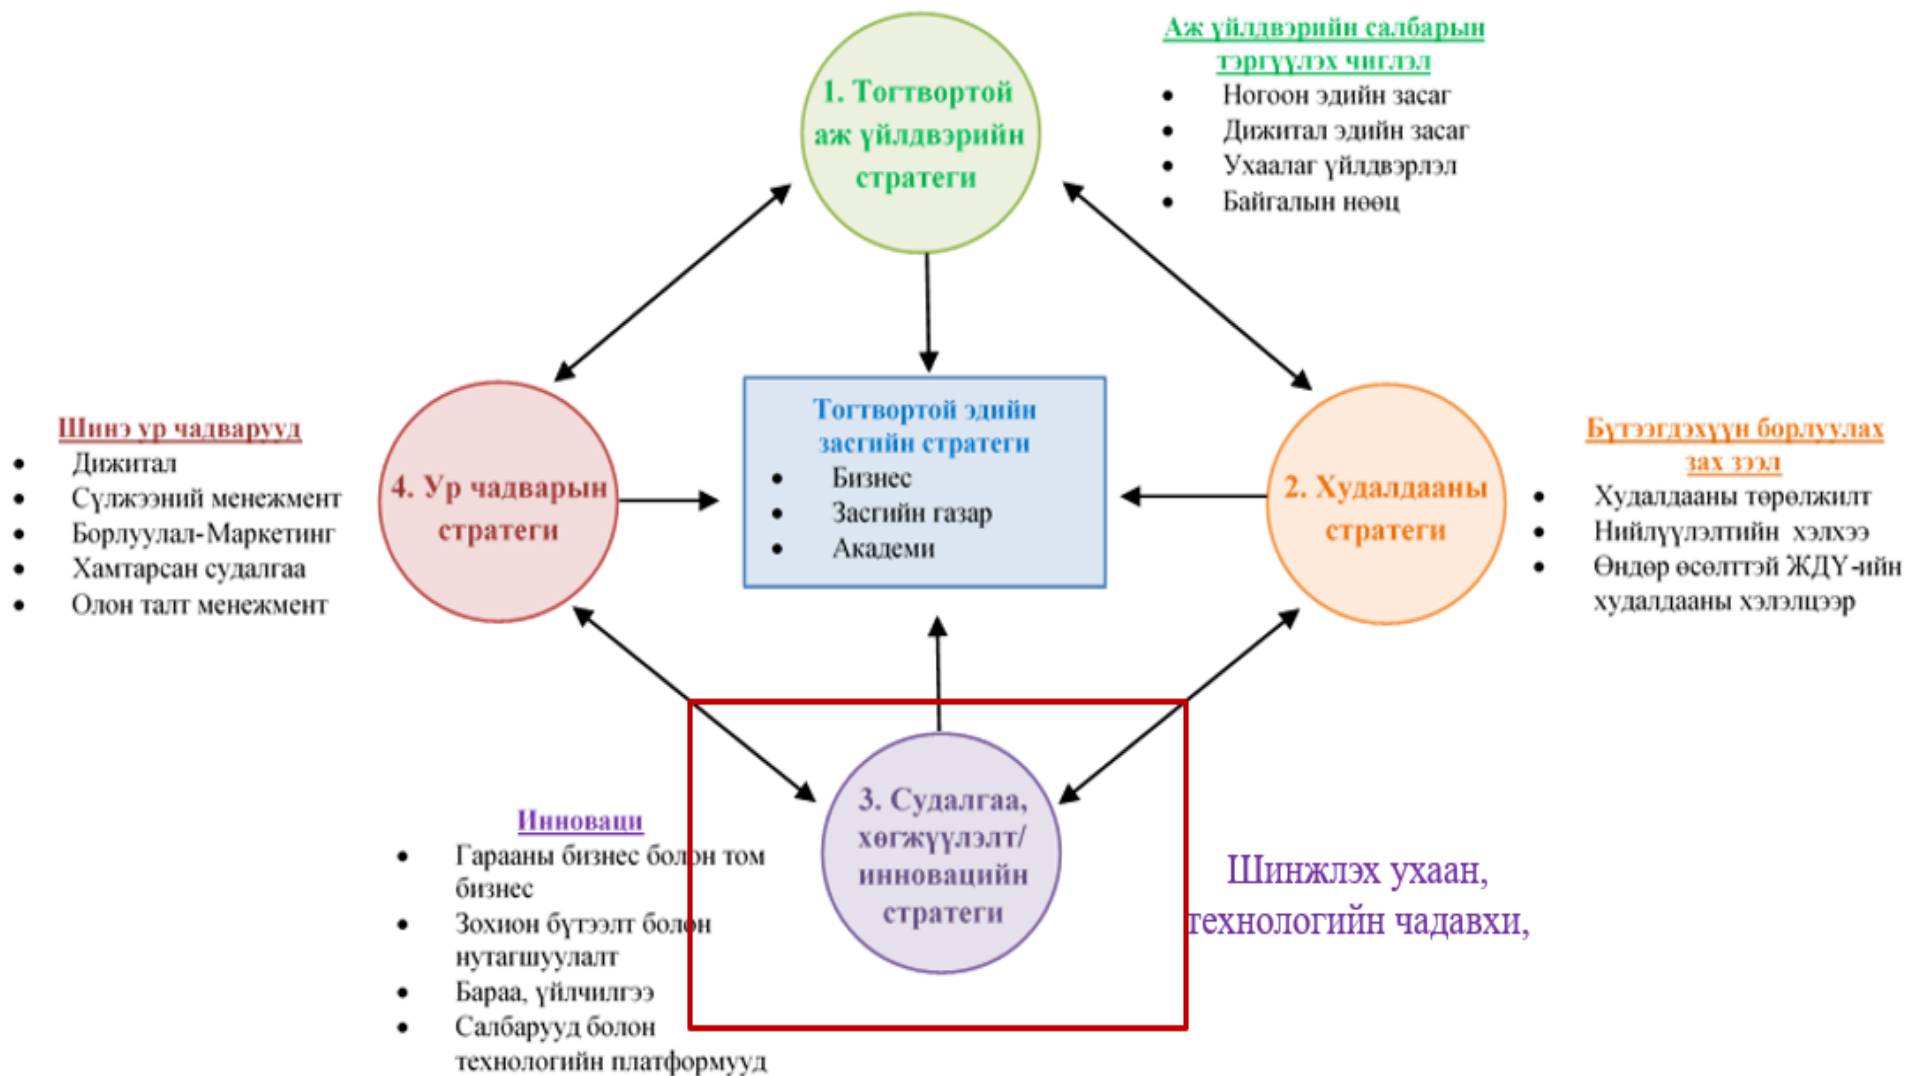 1. Тогтвортой
аж үйлдвэрийн
стратеги
Аж үйлдвэрийн салбарын
тэргүүлэх чиглэл
• Ногоон эдийн засаг
• Дижитал эдийн засаг
• Ухаалаг үйлдвэрлэл
• Байгалын нөөц
Шинэ ур чадварууд
• Дижитал
• Сүлжээний менежмент
• Борлуулал-Маркетинг
• Хамтарсан судалгаа
• Олон талт менежмент
4. Ур чадварын
стратеги
Тогтвортой эдийн
засгийн стратеги
• Бизнес
• Засгийн газар
• Академи
2. Худалдааны
стратеги
Бүтээгдэхүүн борлуулах
зах зээл
• Худалдааны төрөлжилт
• Нийлүүлэлтийн хэлхээ
• Өндөр өсөлттэй ЖДҮ-ийн
худалдааны хэлэлцээр
Инноваци
• Гарааны бизнес болон том
бизнес
• Зохион бүтээлт болон
нутагшуулалт
• Бараа, үйлчилгээ
• Салбарууд болон
технологийн платформууд
3. Судалгаа,
хөгжүүлэлт/
инновацийн
стратеги
Шинжлэх ухаан,
технологийн чадавхи,